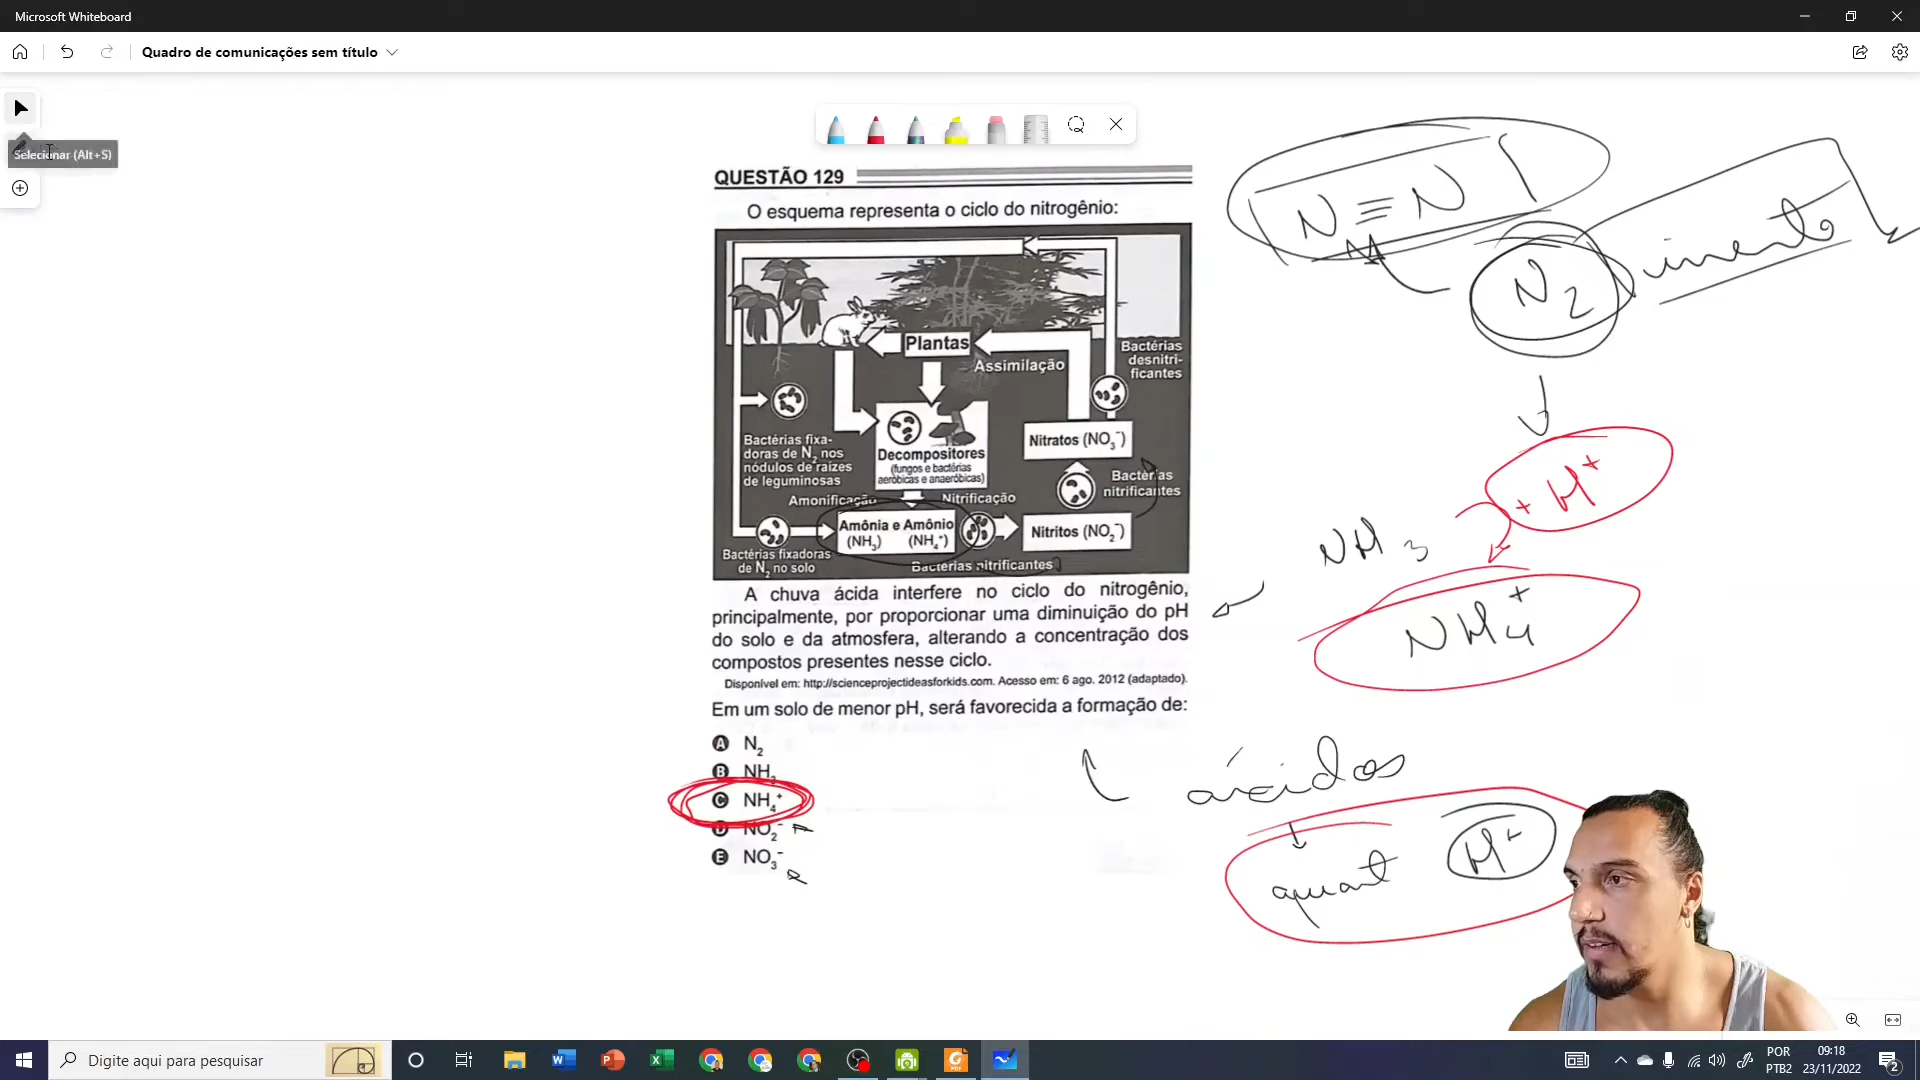 Microsoft Whiteboard
Quadro de comunicações sem título
Selecionar (Alt+S)
QUESTÃO 129
O esquema representa o ciclo do nitrogênio:
Plantas
Assimilação
Bactérias
desnitri-
ficantes
Bactérias fixa-
doras de N₂ nos
nódulos de raízes
de leguminosas
Decompositores
(fungos e bactérias
aeróbicas e anaeróbicas)
Nitratos (NO₃⁻)
Bactérias
nitrificantes
Amonificação
Nitrificação
Amônia e Amônio
(NH₃) (NH₄⁺)
Nitritos (NO₂⁻)
Bactérias fixadoras
de N₂ no solo
Bactérias nitrificantes
A chuva ácida interfere no ciclo do nitrogênio,
principalmente, por proporcionar uma diminuição do pH
do solo e da atmosfera, alterando a concentração dos
compostos presentes nesse ciclo.
Disponível em: http://scienceprojectideasforkids.com. Acesso em: 6 ago. 2012 (adaptado).
Em um solo de menor pH, será favorecida a formação de:
A N₂
B NH₃
C NH₄⁺
D NO₂⁻
E NO₃⁻
N≡N
N₂
+ H⁺
NH₃
NH₄⁺
ácidos
H⁺
Digite aqui para pesquisar
POR
PTB2
09:18
23/11/2022
2